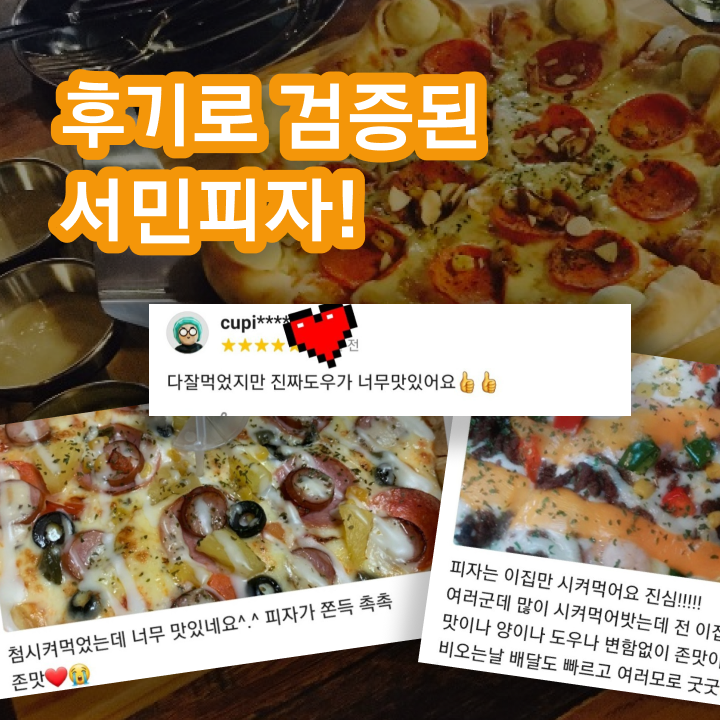 후기로 검증된
서민피자!
cupi****
전
다잘먹었지만 진짜도우가 너무맛있어요👍👍
첨시켜먹었는데 너무 맛있네요^.^ 피자가 쫀득 촉촉
존맛❤️😭
피자는 이집만 시켜먹어요 진심!!!!!
여러군데 많이 시켜먹어밧는데 전 이집
맛이나 양이나 도우나 변함없이 존맛이
비오는날 배달도 빠르고 여러모로 굿굿